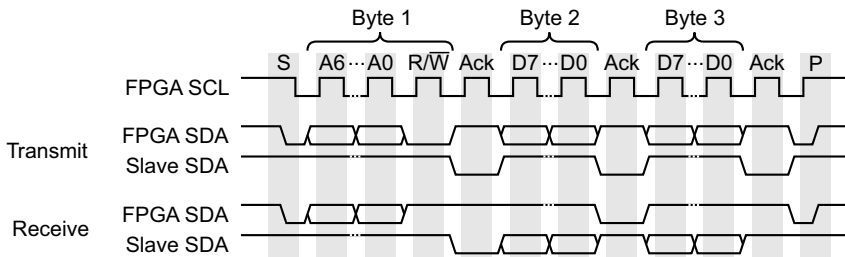 Byte 1 Byte 2 Byte 3
S A6 ··· A0 R/W̅ Ack D7 ··· D0 Ack D7 ··· D0 Ack P
FPGA SCL
Transmit
FPGA SDA
Slave SDA
Receive
FPGA SDA
Slave SDA